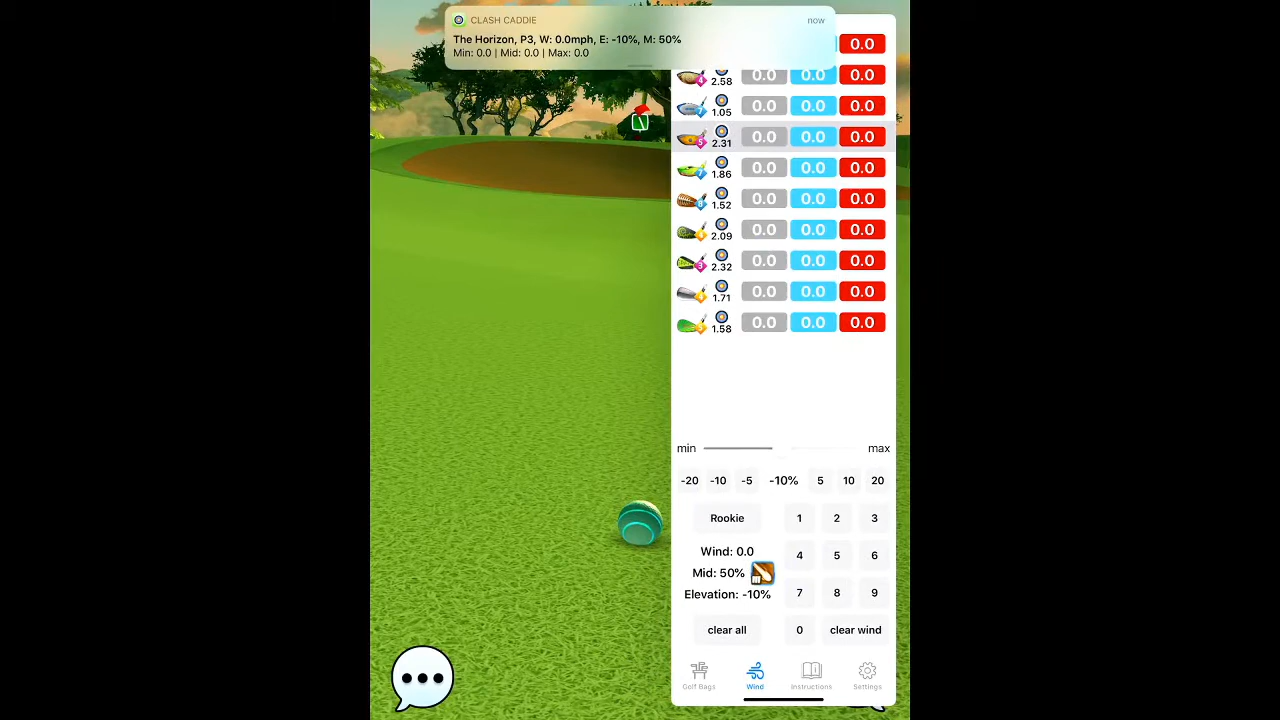 CLASH CADDIE now
The Horizon, P3, W: 0.0mph, E: -10%, M: 50%
Min: 0.0 | Mid: 0.0 | Max: 0.0
0.0
4 2.58 0.0 0.0 0.0
7 1.05 0.0 0.0 0.0
5 2.31 0.0 0.0 0.0
7 1.86 0.0 0.0 0.0
1.52 0.0 0.0 0.0
2.09 0.0 0.0 0.0
3 2.32 0.0 0.0 0.0
1.71 0.0 0.0 0.0
5 1.58 0.0 0.0 0.0
min max
-20 -10 -5 -10% 5 10 20
Rookie 1 2 3
Wind: 0.0
Mid: 50%
Elevation: -10%
4 5 6
7 8 9
clear all 0 clear wind
Golf Bags Wind Instructions Settings